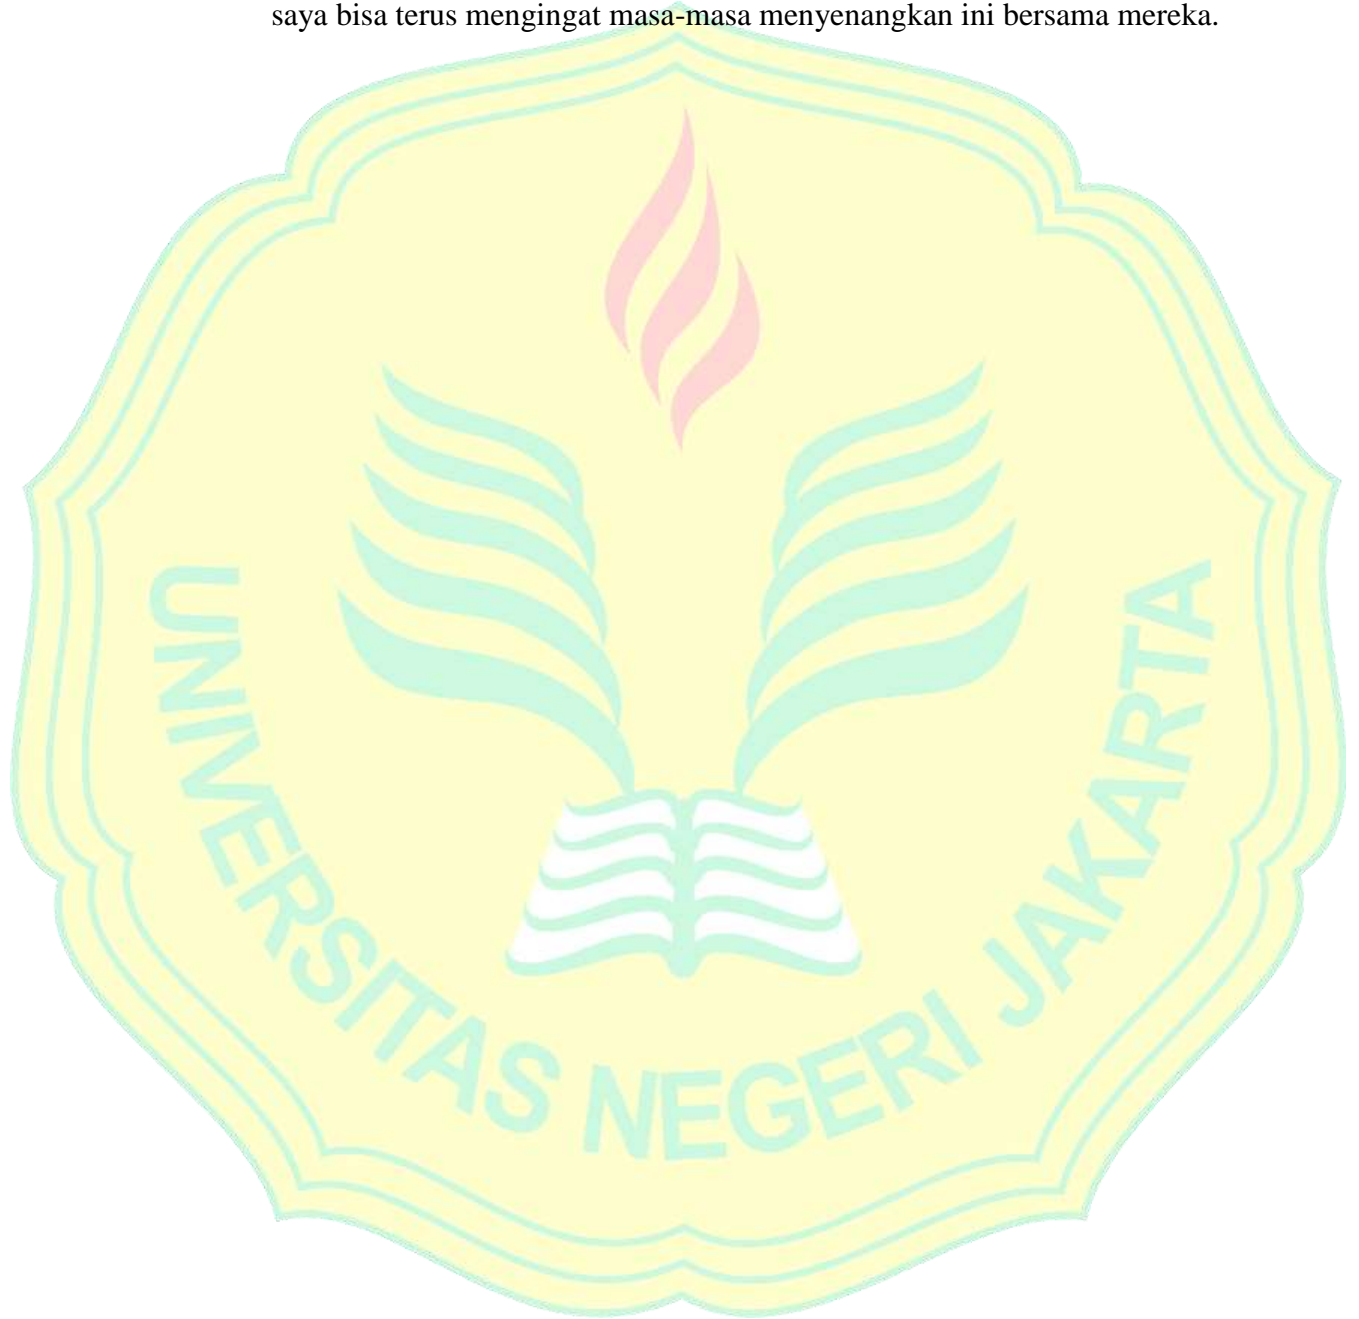 saya bisa terus mengingat masa-masa menyenangkan ini bersama mereka.
UNIVERSITAS NEGERI JAKARTA